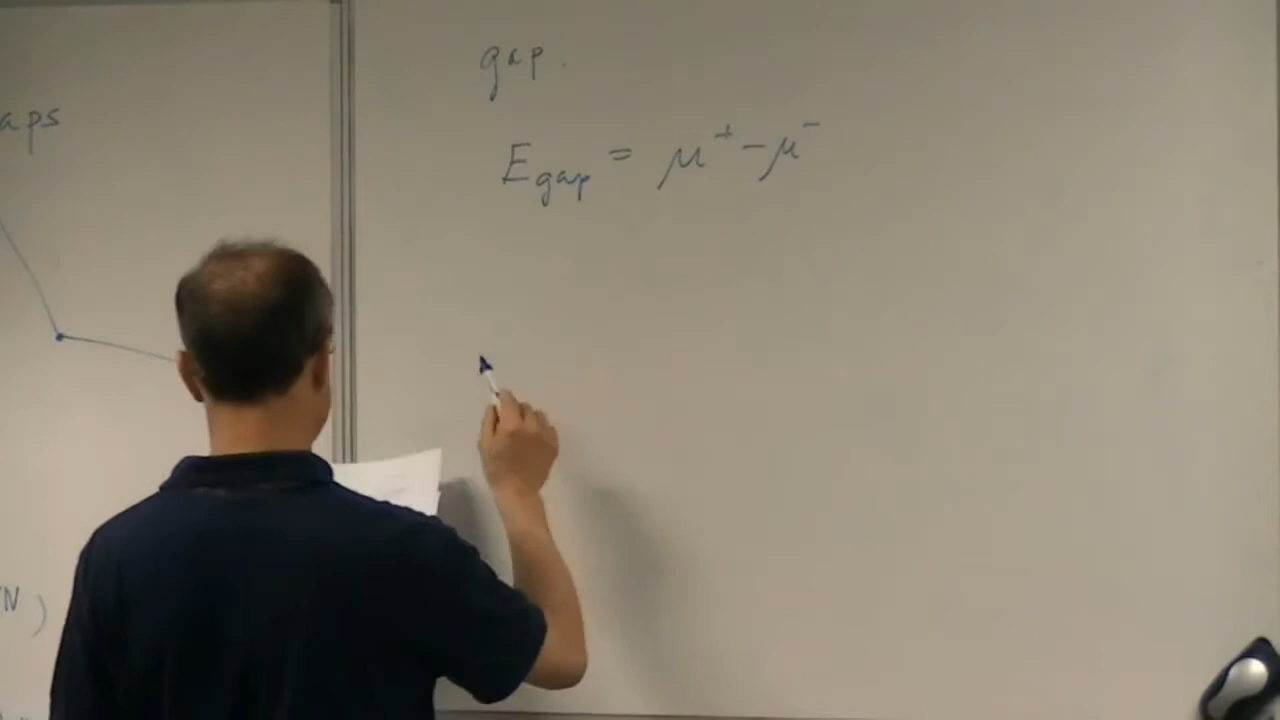 aps
N )
gap.
E_gap = μ⁺ - μ⁻